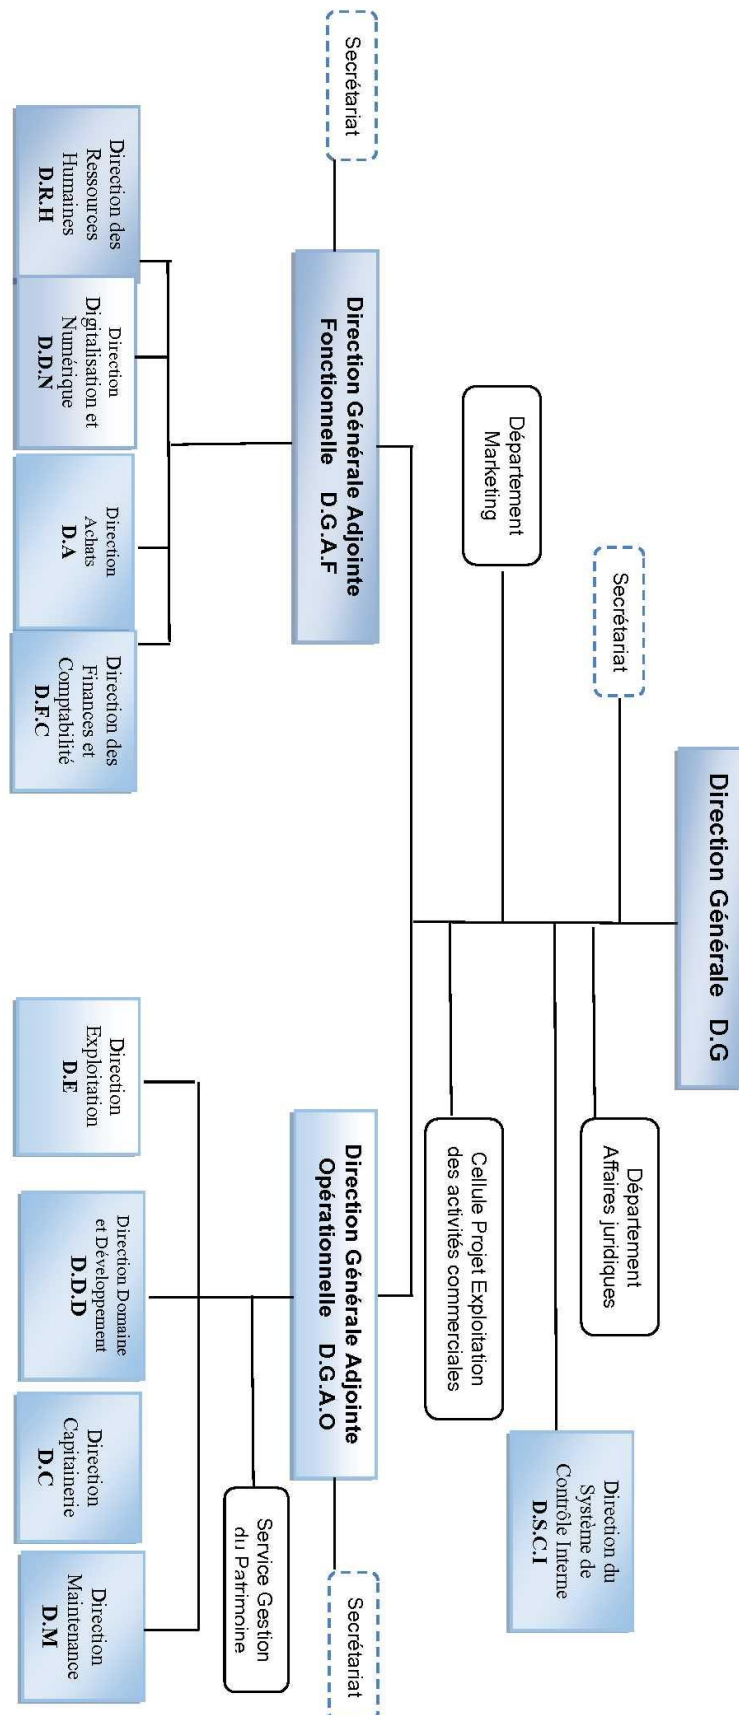 Direction Générale D.G
Secrétariat
Département
Affaires juridiques
Direction du
Système de
Contrôle Interne
D.S.C.I
Département
Marketing
Cellule Projet Exploitation
des activités commerciales
Secrétariat
Direction Générale Adjointe
Fonctionnelle D.G.A.F
Direction Générale Adjointe
Opérationnelle D.G.A.O
Secrétariat
Service Gestion
du Patrimoine
Direction des
Ressources
Humaines
D.R.H
Direction
Digitalisation et
Numérique
D.D.N
Direction
Achats
D.A
Direction des
Finances et
Comptabilité
D.F.C
Direction
Exploitation
D.E
Direction Domaine
et Développement
D.D.D
Direction
Capitainerie
D.C
Direction
Maintenance
D.M